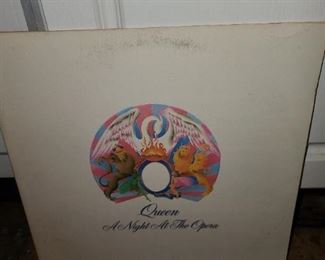 Queen
A Night At The Opera